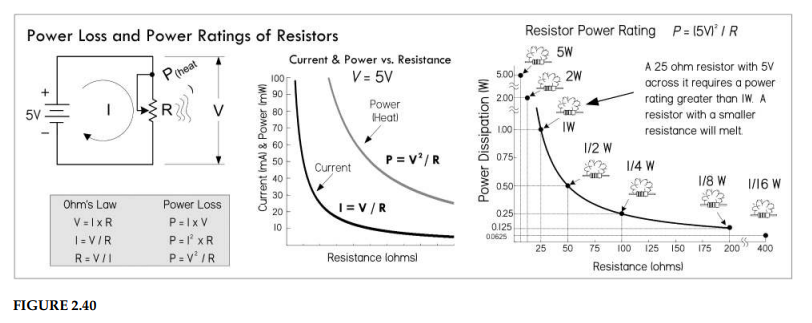 Power Loss and Power Ratings of Resistors
+
5V
−
I
P (heat)
R
V
Ohm's Law
V = I x R
I = V / R
R = V / I
Power Loss
P = I x V
P = I² x R
P = V² / R
Current & Power vs. Resistance
V = 5V
Current (mA) & Power (mW)
100
90
80
70
60
50
40
30
20
10
Power
(Heat)
P = V² / R
Current
I = V / R
Resistance (ohms)
Resistor Power Rating P = (5V)² / R
Power Dissipation (W)
5.00
2.00
1.00
0.75
0.50
0.25
0.125
0.0625
5W
2W
1W
1/2 W
1/4 W
1/8 W
1/16 W
A 25 ohm resistor with 5V
across it requires a power
rating greater than 1W. A
resistor with a smaller
resistance will melt.
25 50 75 100 125 150 175 200 400
Resistance (ohms)
FIGURE 2.40